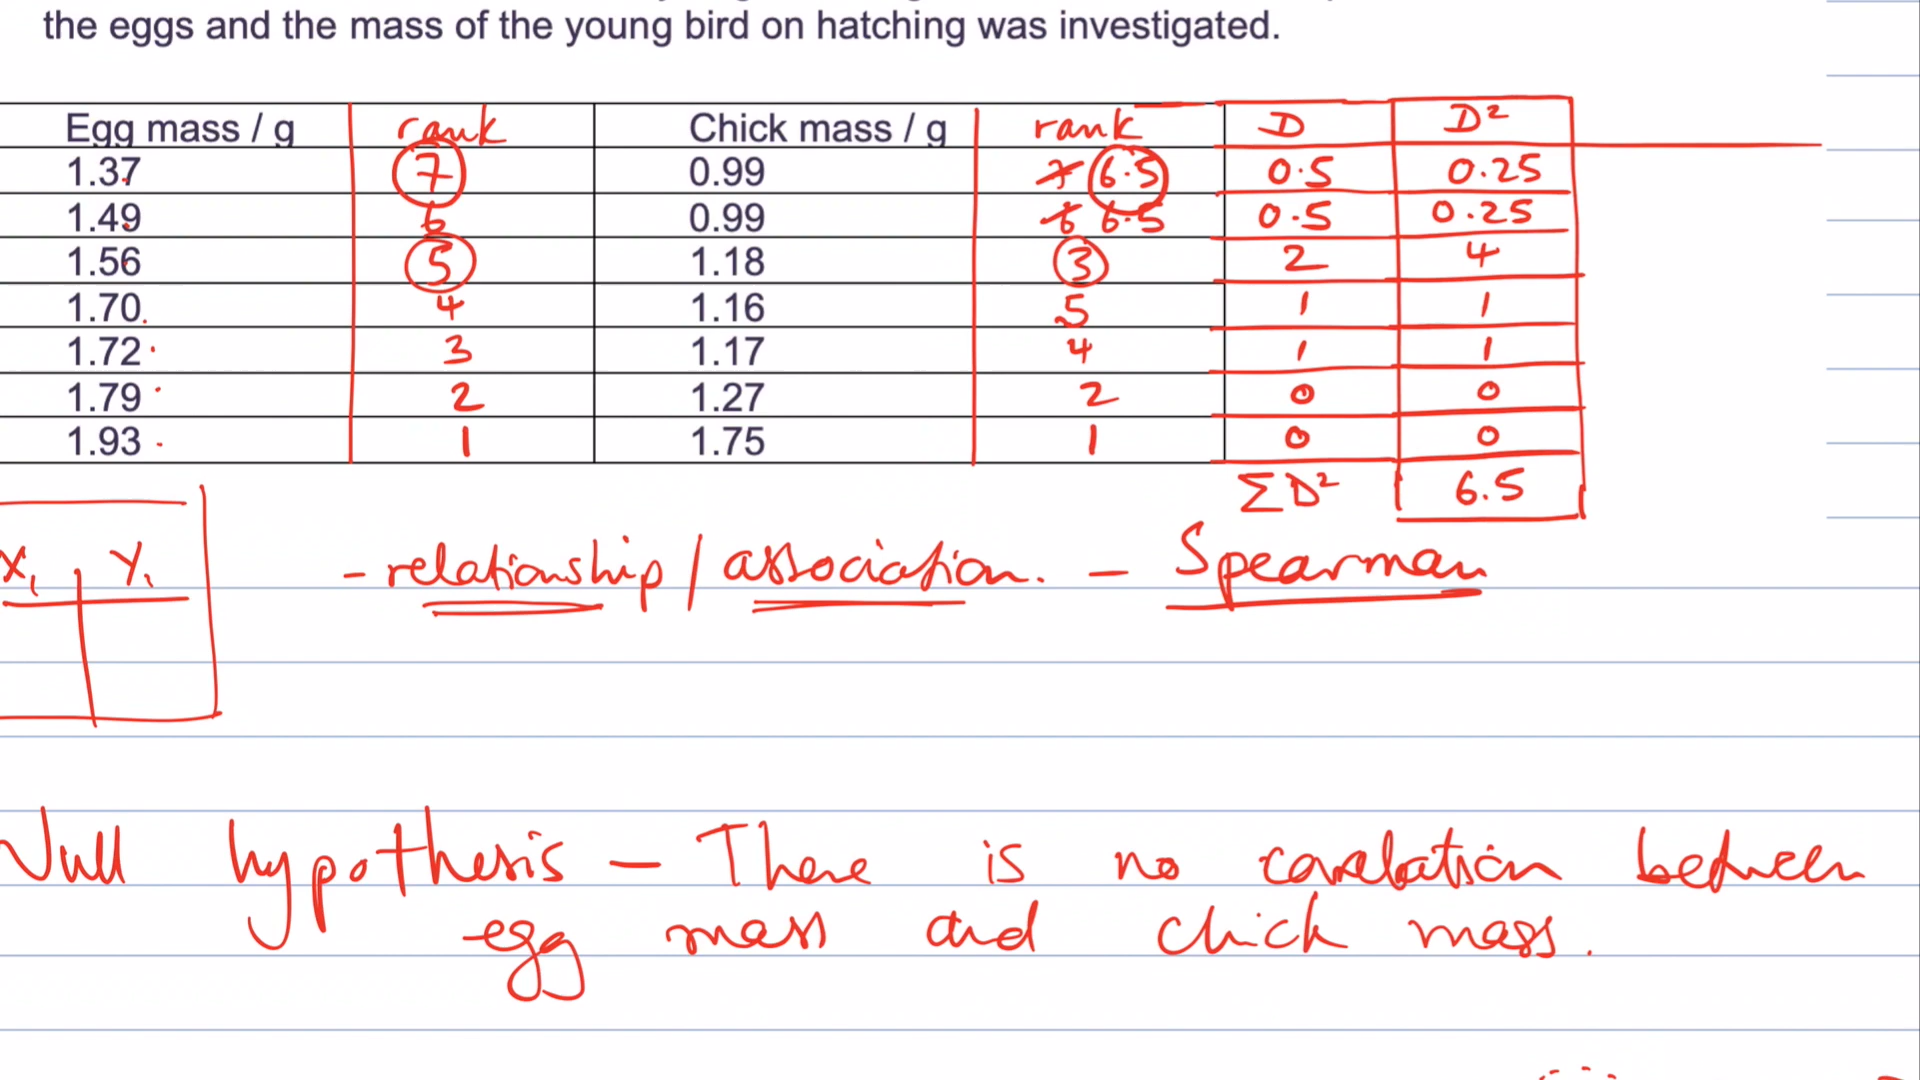 the eggs and the mass of the young bird on hatching was investigated.
Egg mass / g rank Chick mass / g rank D D²
1.37 7 0.99 7 6.5 0.5 0.25
1.49 6 0.99 6 6.5 0.5 0.25
1.56 5 1.18 3 2 4
1.70 4 1.16 5 1 1
1.72 3 1.17 4 1 1
1.79 2 1.27 2 0 0
1.93 1 1.75 1 0 0
ΣD² 6.5
X₁ Y₁ - relationship / association. - Spearman
Null hypothesis - There is no correlation between
egg mass and chick mass.